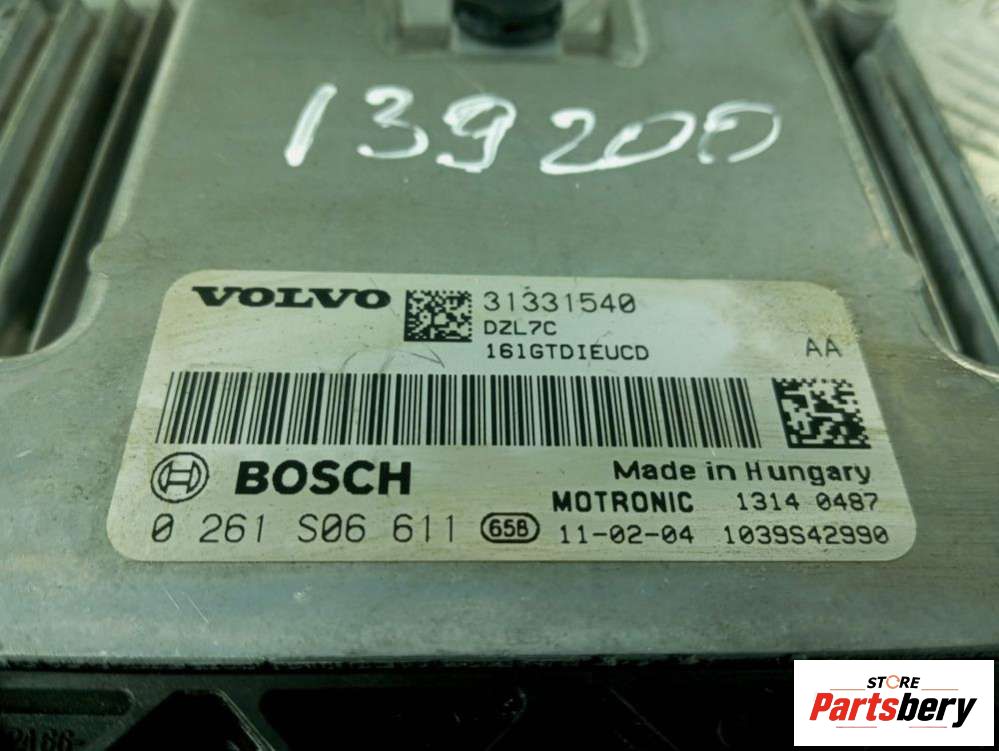 139200
VOLVO 31331540
DZL7C
161GTDIEUCD AA
BOSCH Made in Hungary
MOTRONIC 1314 0487
0 261 S06 611 65B 11-02-04 1039S42990
STORE
Partsbery